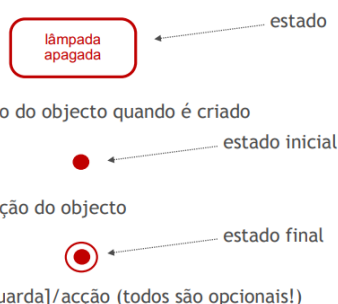 estado
lâmpada
apagada
o do objecto quando é criado
estado inicial
ção do objecto
estado final
uarda]/acção (todos são opcionais!)